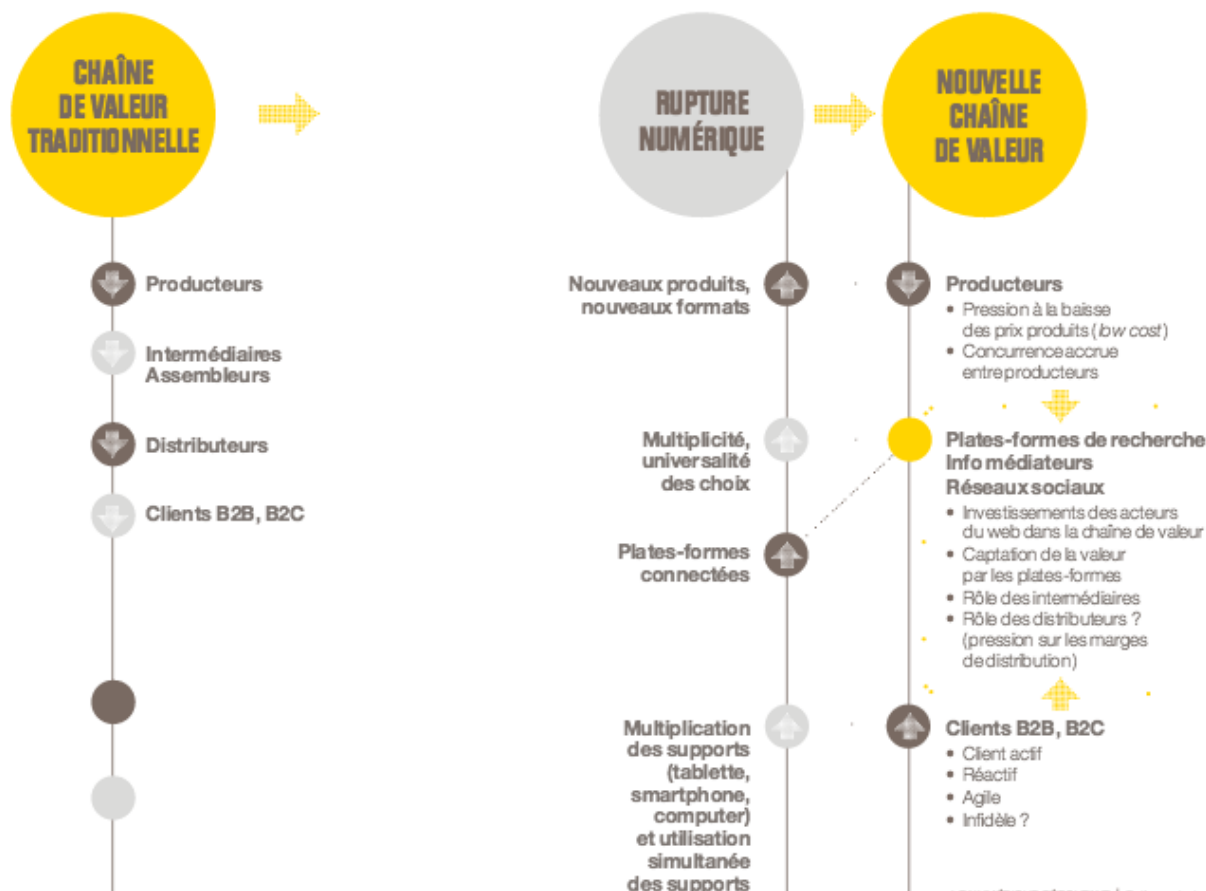 CHAÎNE
DE VALEUR
TRADITIONNELLE
Producteurs
Intermédiaires
Assembleurs
Distributeurs
Clients B2B, B2C
RUPTURE
NUMÉRIQUE
Nouveaux produits,
nouveaux formats
Multiplicité,
universalité
des choix
Plates-formes
connectées
Multiplication
des supports
(tablette,
smartphone,
computer)
et utilisation
simultanée
des supports
NOUVELLE
CHAÎNE
DE VALEUR
Producteurs
• Pression à la baisse
des prix produits (low cost)
• Concurrence accrue
entre producteurs
Plates-formes de recherche
Info médiateurs
Réseaux sociaux
• Investissements des acteurs
du web dans la chaîne de valeur
• Captation de la valeur
par les plates-formes
• Rôle des intermédiaires
• Rôle des distributeurs ?
(pression sur les marges
de distribution)
Clients B2B, B2C
• Client actif
• Réactif
• Agile
• Infidèle ?